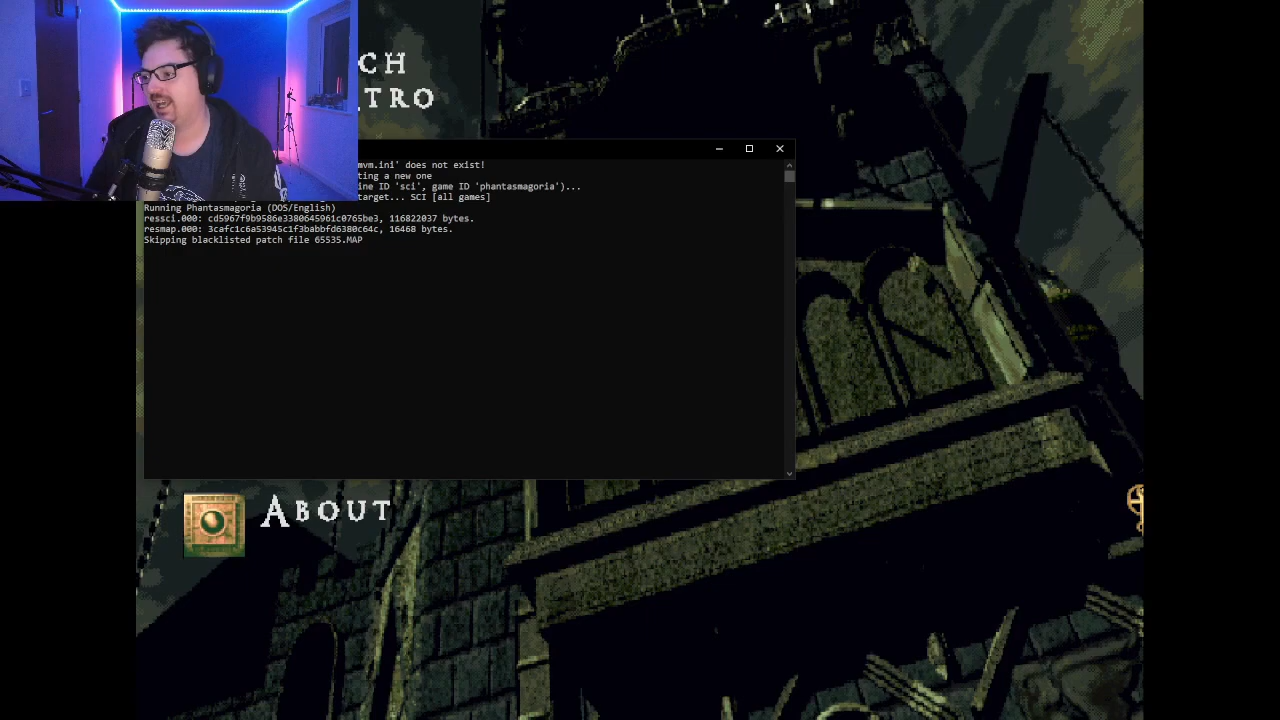 CH
TRO
mvm.ini' does not exist!
ting a new one
ine ID 'sci', game ID 'phantasmagoria')...
target... SCI [all games]
Running Phantasmagoria (DOS/English)
ressci.000: cd5967f9b9586e3380645961c0765be3, 116822037 bytes.
resmap.000: 3cafc1c6a53945c1f3babbfd6380c64c, 16468 bytes.
Skipping blacklisted patch file 65535.MAP
ABOUT